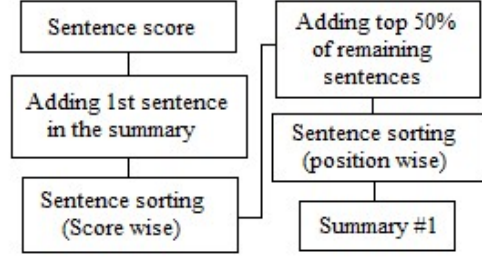 Sentence score
Adding 1st sentence
in the summary
Sentence sorting
(Score wise)
Adding top 50%
of remaining
sentences
Sentence sorting
(position wise)
Summary #1